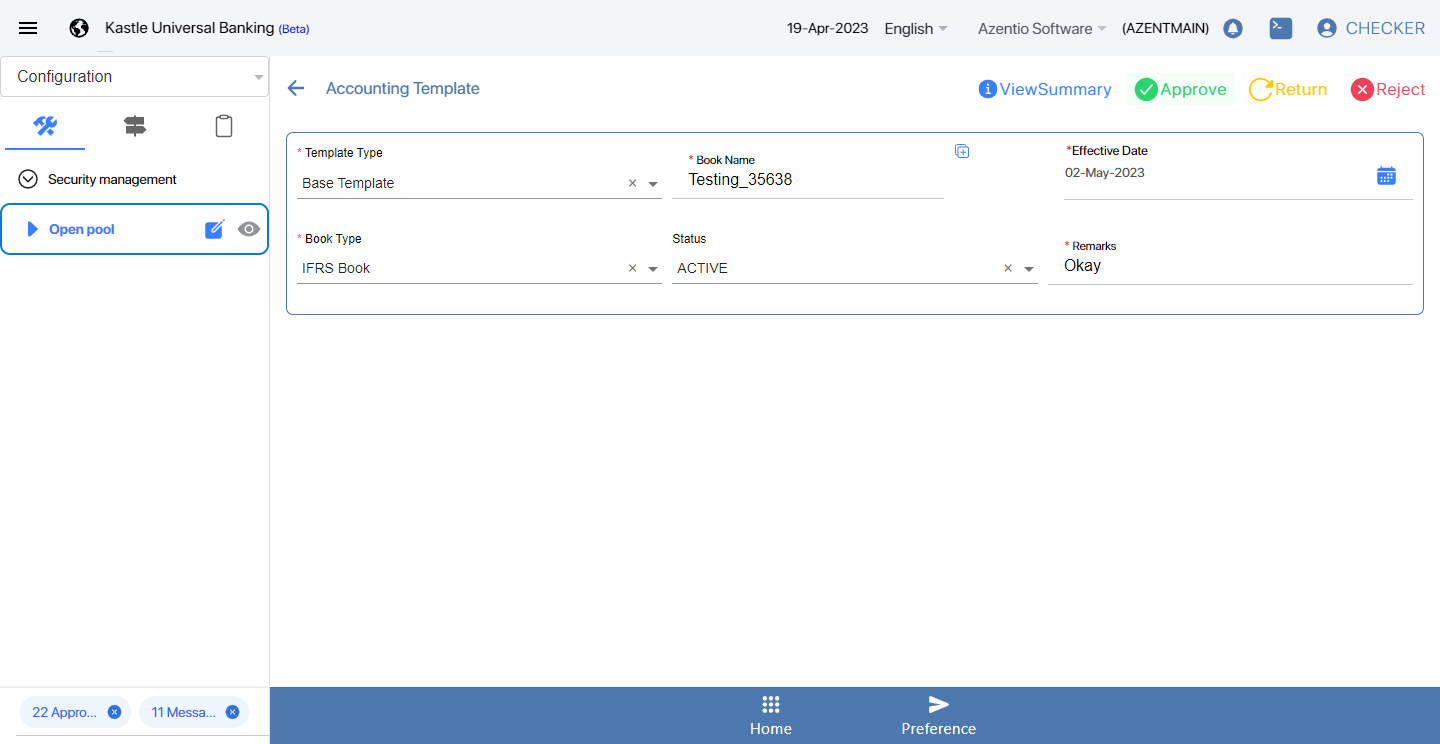 Kastle Universal Banking (Beta)
19-Apr-2023
English
Azentio Software
(AZENTMAIN)
CHECKER
Configuration
Security management
Open pool
Accounting Template
ViewSummary
Approve
Return
Reject
* Template Type
Base Template
* Book Name
Testing_35638
*Effective Date
02-May-2023
* Book Type
IFRS Book
Status
ACTIVE
* Remarks
Okay
22 Appro...
11 Messa...
Home
Preference